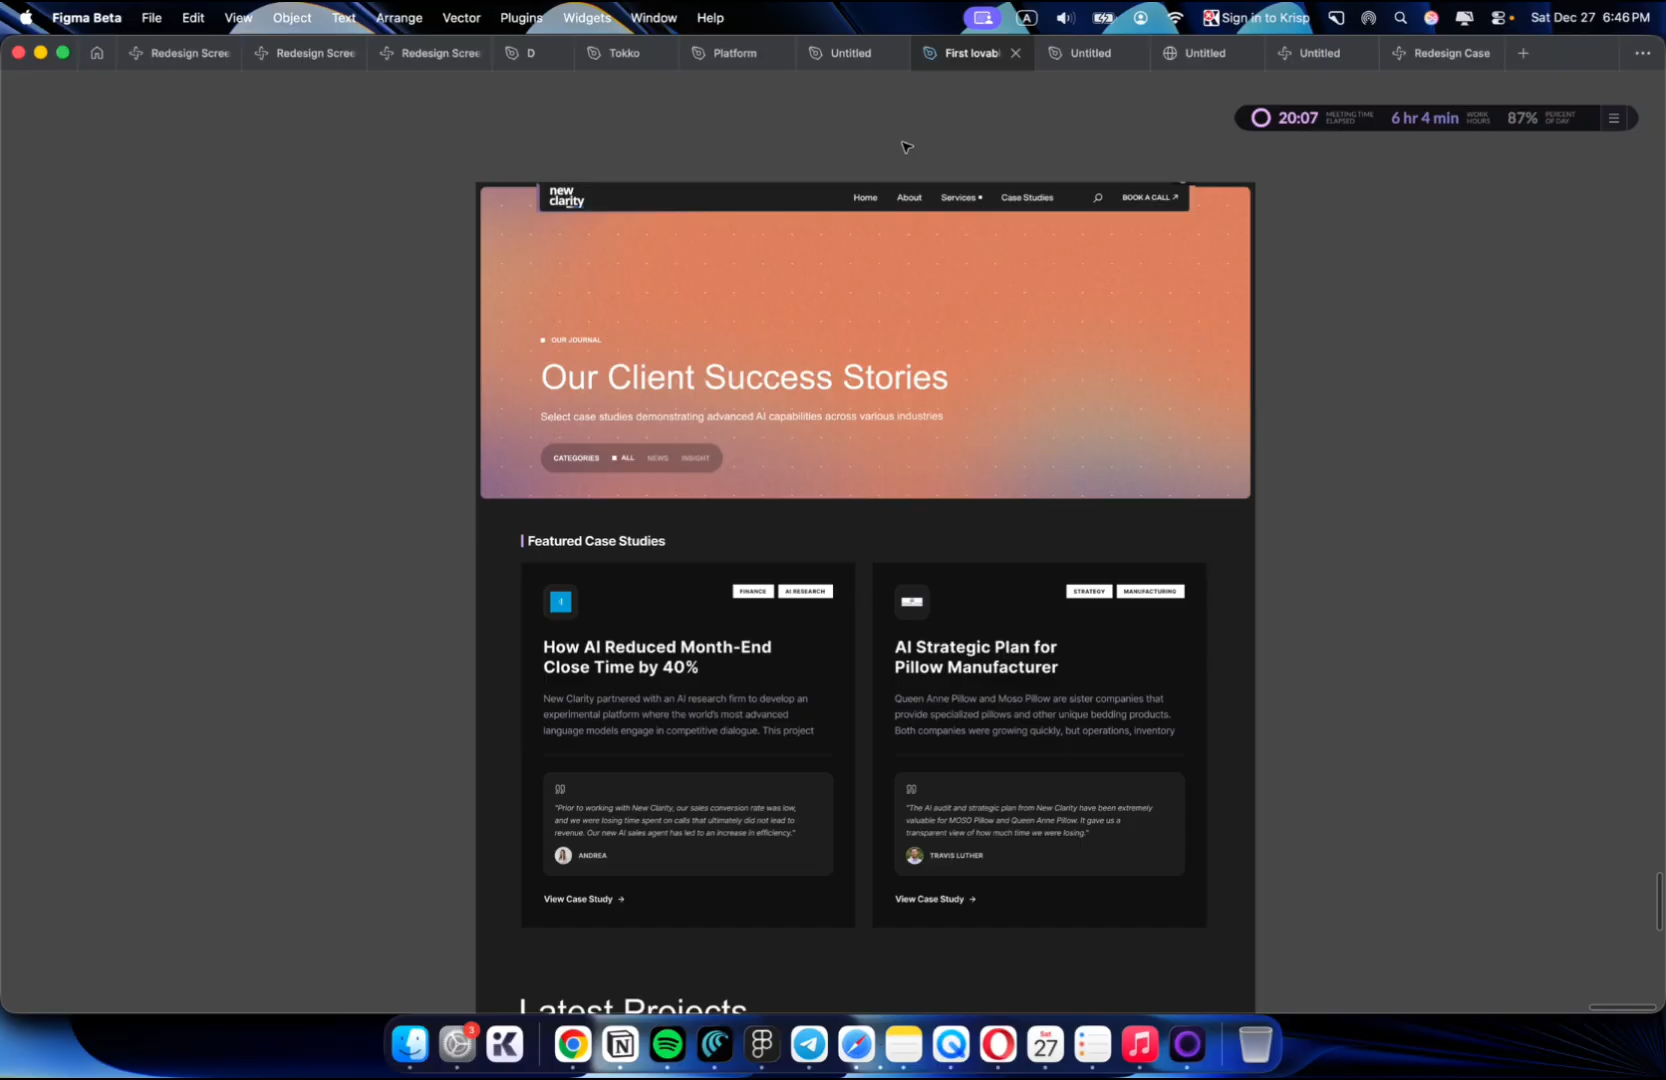 Figma Beta File Edit View Object Text Arrange Vector Plugins Widgets Window Help
A Sign in to Krisp Sat Dec 27 6:46 PM
Redesign Scree Redesign Scree Redesign Scree D Tokko Platform Untitled First lovab Untitled Untitled Untitled Redesign Case
20:07 MEETING TIME ELAPSED 6 hr 4 min WORK HOURS 87% PERCENT OF DAY
new
clarity
Home About Services Case Studies BOOK A CALL
OUR JOURNAL
Our Client Success Stories
Select case studies demonstrating advanced AI capabilities across various industries
CATEGORIES ALL NEWS INSIGHT
Featured Case Studies
FINANCE AI RESEARCH
How AI Reduced Month-End
Close Time by 40%
New Clarity partnered with an AI research firm to develop an
experimental platform where the world's most advanced
language models engage in competitive dialogue. This project
"Prior to working with New Clarity, our sales conversion rate was low,
and we were losing time spent on calls that ultimately did not lead to
revenue. Our new AI sales agent has led to an increase in efficiency."
ANDREA
View Case Study →
STRATEGY MANUFACTURING
AI Strategic Plan for
Pillow Manufacturer
Queen Anne Pillow and Moso Pillow are sister companies that
provide specialized pillows and other unique bedding products.
Both companies were growing quickly, but operations, inventory
"The AI audit and strategic plan from New Clarity have been extremely
valuable for MOSO Pillow and Queen Anne Pillow. It gave us a
transparent view of how much time we were losing."
TRAVIS LUTHER
View Case Study →
Latest Projects
3
Sat
27